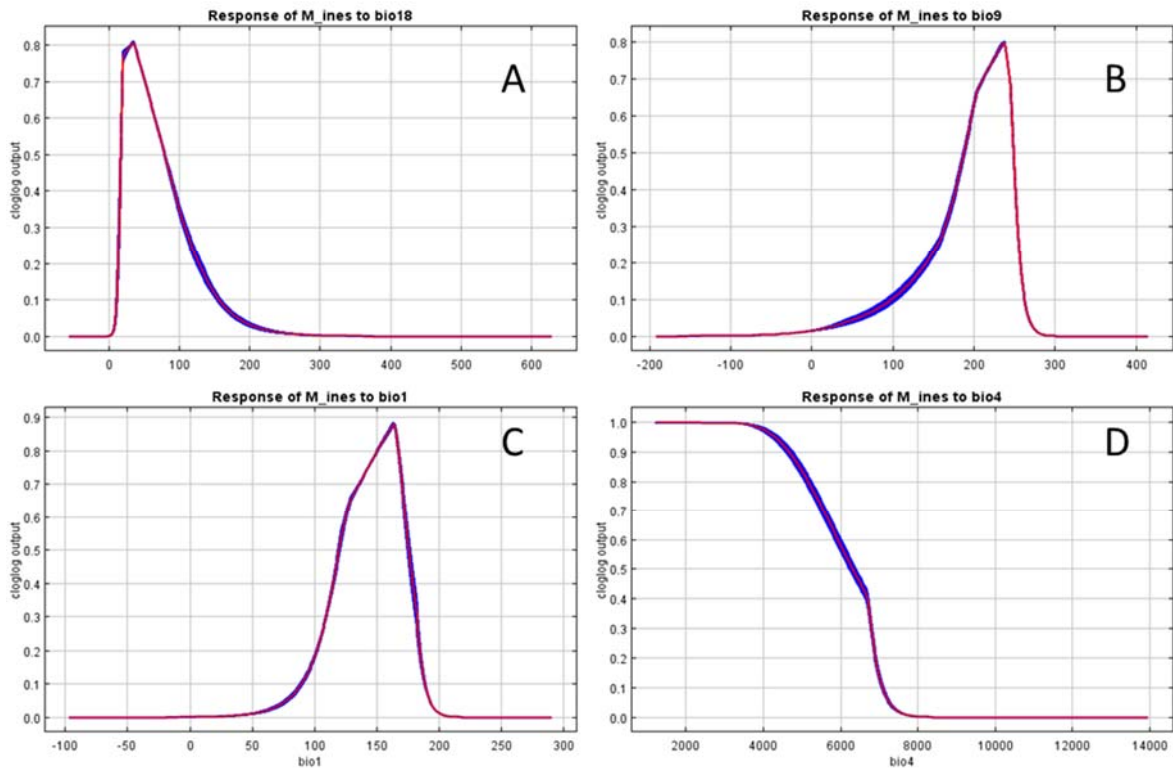 Response of M_ines to bio18
A
cloglog output
0.8
0.7
0.6
0.5
0.4
0.3
0.2
0.1
0.0
0 100 200 300 400 500 600
Response of M_ines to bio9
B
cloglog output
0.8
0.7
0.6
0.5
0.4
0.3
0.2
0.1
0.0
-200 -100 0 100 200 300 400
Response of M_ines to bio1
C
cloglog output
0.9
0.8
0.7
0.6
0.5
0.4
0.3
0.2
0.1
0.0
-100 -50 0 50 100 150 200 250 300
bio1
Response of M_ines to bio4
D
cloglog output
1.0
0.9
0.8
0.7
0.6
0.5
0.4
0.3
0.2
0.1
0.0
2000 4000 6000 8000 10000 12000 14000
bio4